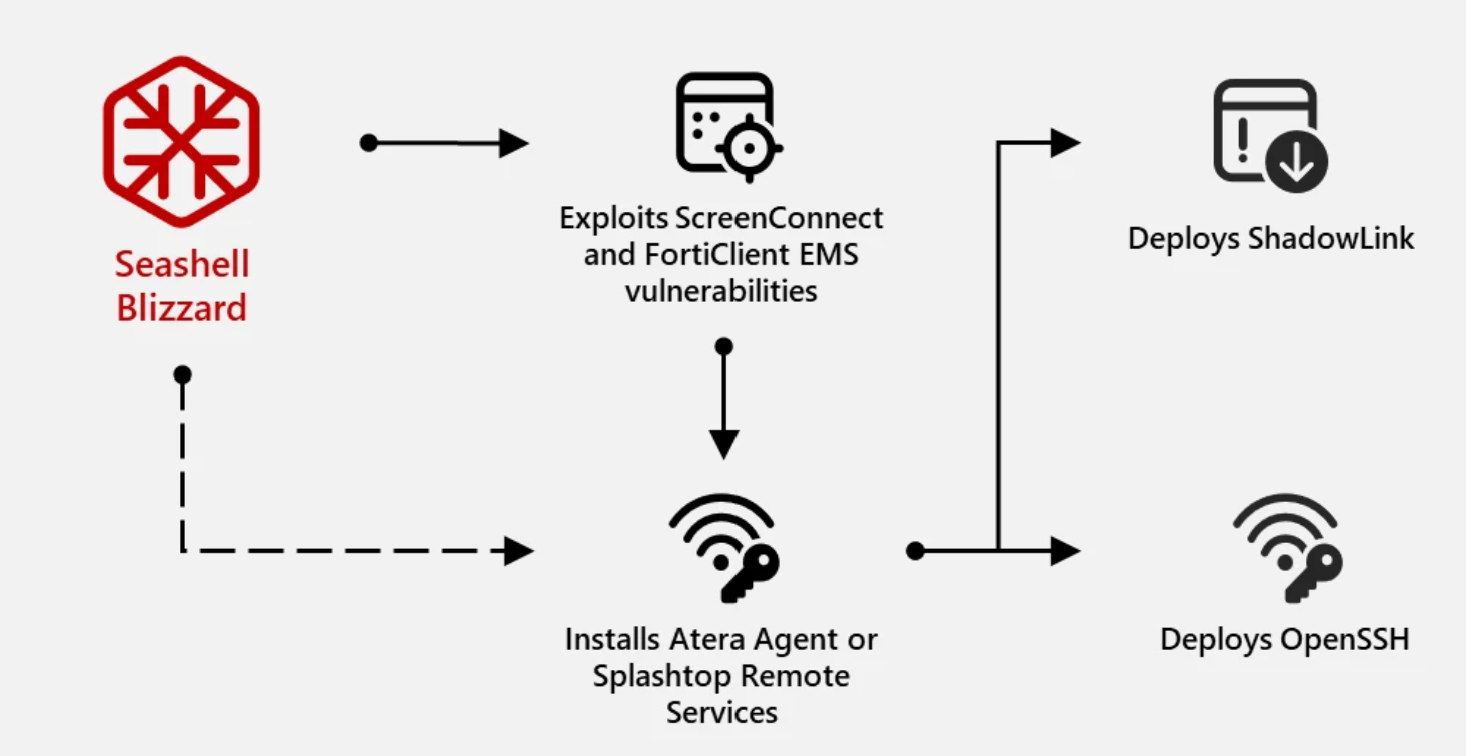 Seashell
Blizzard
Exploits ScreenConnect
and FortiClient EMS
vulnerabilities
Deploys ShadowLink
Installs Atera Agent or
Splashtop Remote
Services
Deploys OpenSSH